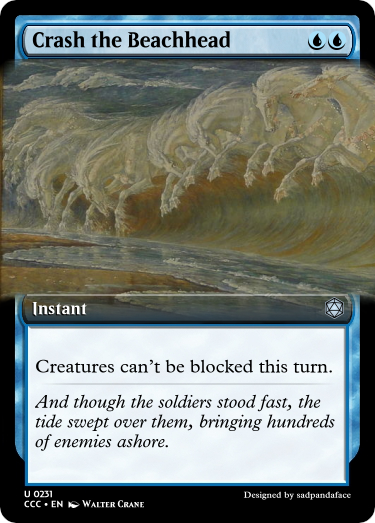 Crash the Beachhead
Instant
Creatures can't be blocked this turn.
And though the soldiers stood fast, the
tide swept over them, bringing hundreds
of enemies ashore.
U 0231
CCC • EN Walter Crane
Designed by sadpandaface